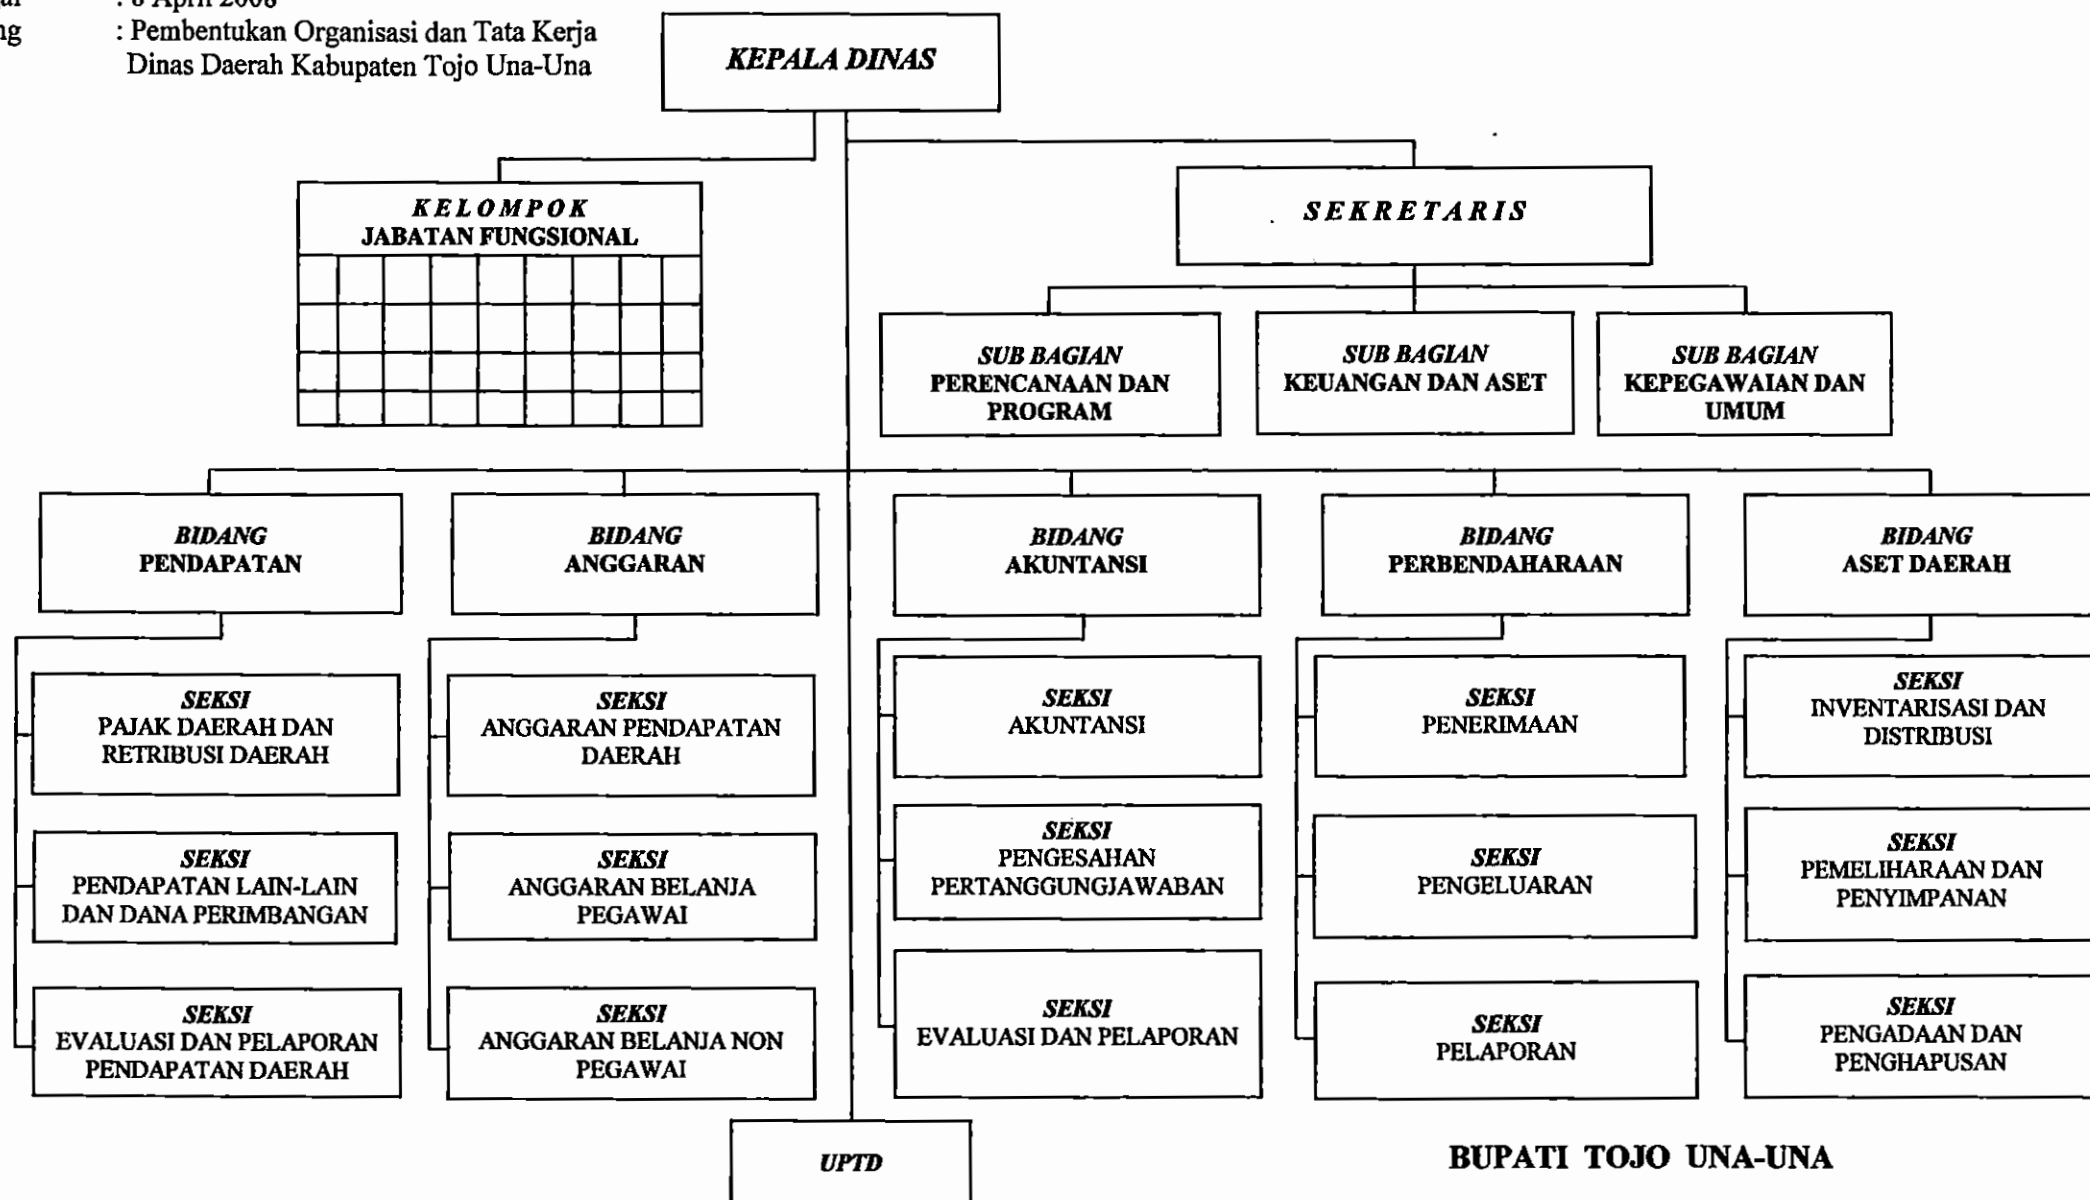 : 8 April 2008
: Pembentukan Organisasi dan Tata Kerja
Dinas Daerah Kabupaten Tojo Una-Una
KEPALA DINAS
KELOMPOK
JABATAN FUNGSIONAL
SEKRETARIS
SUB BAGIAN
PERENCANAAN DAN
PROGRAM
SUB BAGIAN
KEUANGAN DAN ASET
SUB BAGIAN
KEPEGAWAIAN DAN
UMUM
BIDANG
PENDAPATAN
BIDANG
ANGGARAN
BIDANG
AKUNTANSI
BIDANG
PERBENDAHARAAN
BIDANG
ASET DAERAH
SEKSI
PAJAK DAERAH DAN
RETRIBUSI DAERAH
SEKSI
ANGGARAN PENDAPATAN
DAERAH
SEKSI
AKUNTANSI
SEKSI
PENERIMAAN
SEKSI
INVENTARISASI DAN
DISTRIBUSI
SEKSI
PENDAPATAN LAIN-LAIN
DAN DANA PERIMBANGAN
SEKSI
ANGGARAN BELANJA
PEGAWAI
SEKSI
PENGESAHAN
PERTANGGUNGJAWABAN
SEKSI
PENGELUARAN
SEKSI
PEMELIHARAAN DAN
PENYIMPANAN
SEKSI
EVALUASI DAN PELAPORAN
PENDAPATAN DAERAH
SEKSI
ANGGARAN BELANJA NON
PEGAWAI
SEKSI
EVALUASI DAN PELAPORAN
SEKSI
PELAPORAN
SEKSI
PENGADAAN DAN
PENGHAPUSAN
UPTD
BUPATI TOJO UNA-UNA